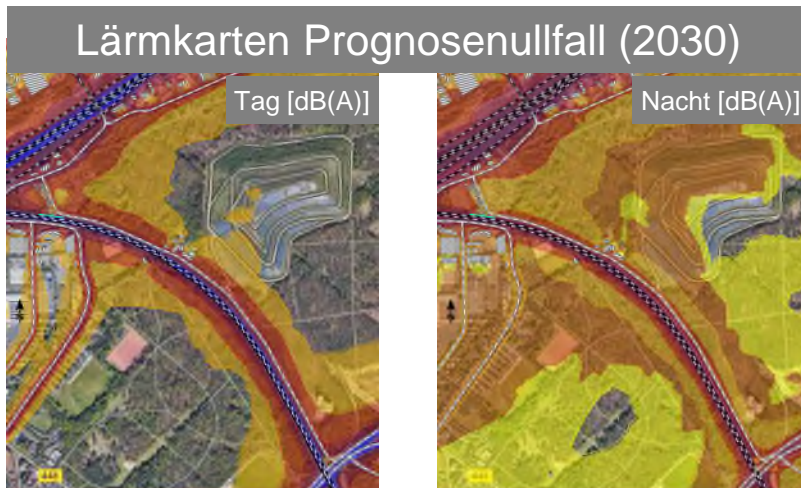 Lärmkarten Prognosenullfall (2030)
Tag [dB(A)]
Nacht [dB(A)]